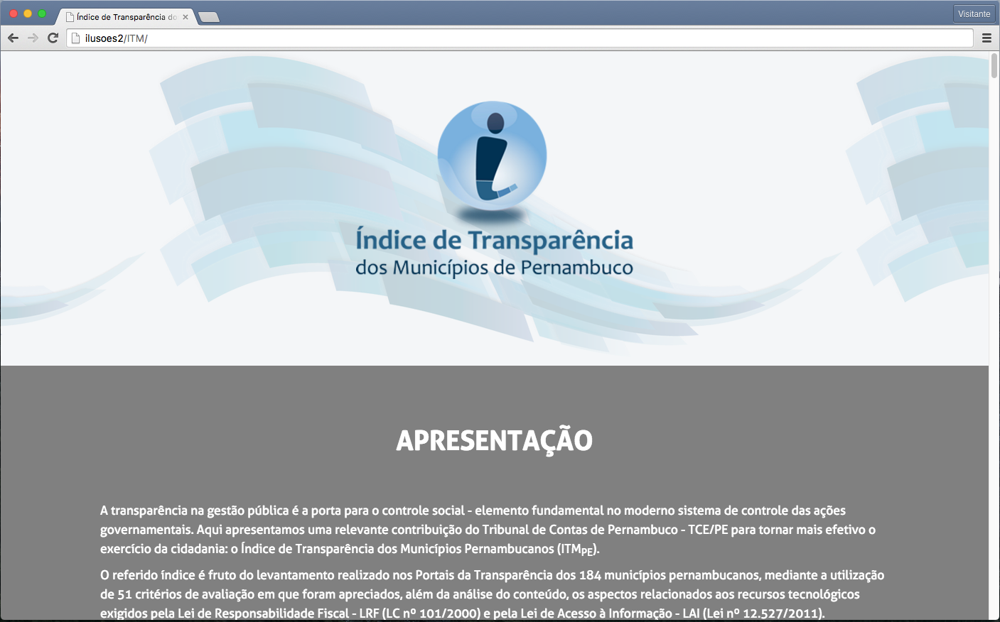 Índice de Transparência do
Visitante
ilusoes2/ITM/
Índice de Transparência
dos Municípios de Pernambuco
APRESENTAÇÃO
A transparência na gestão pública é a porta para o controle social - elemento fundamental no moderno sistema de controle das ações
governamentais. Aqui apresentamos uma relevante contribuição do Tribunal de Contas de Pernambuco - TCE/PE para tornar mais efetivo o
exercício da cidadania: o Índice de Transparência dos Municípios Pernambucanos (ITMPE).
O referido índice é fruto do levantamento realizado nos Portais da Transparência dos 184 municípios pernambucanos, mediante a utilização
de 51 critérios de avaliação em que foram apreciados, além da análise do conteúdo, os aspectos relacionados aos recursos tecnológicos
exigidos pela Lei de Responsabilidade Fiscal - LRF (LC nº 101/2000) e pela Lei de Acesso à Informação - LAI (Lei nº 12.527/2011).